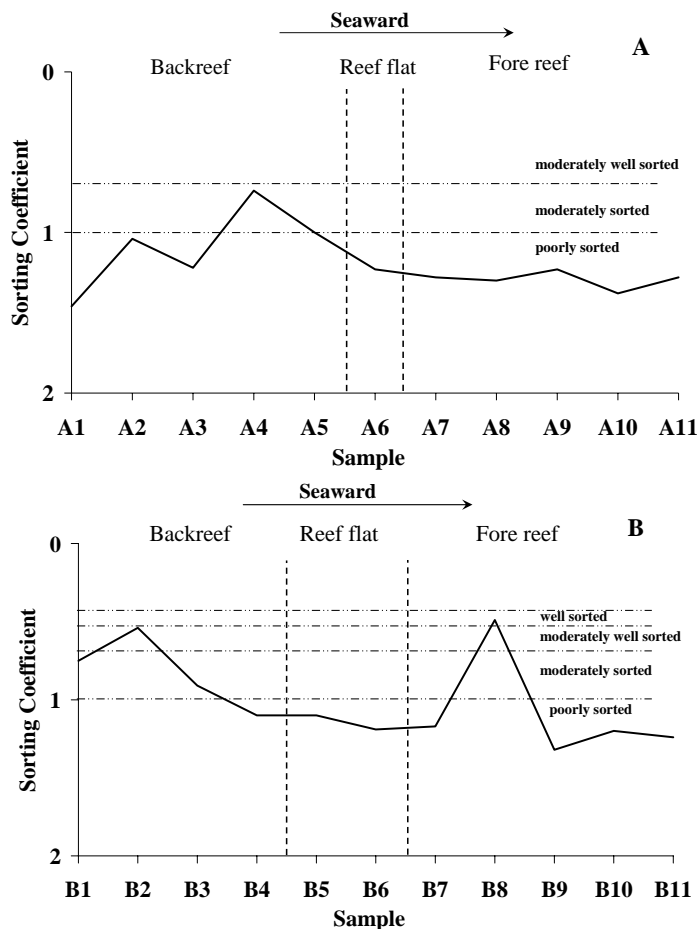 Seaward
A
Backreef Reef flat Fore reef
0
moderately well sorted
moderately sorted
1
poorly sorted
Sorting Coefficient
2
A1 A2 A3 A4 A5 A6 A7 A8 A9 A10 A11
Sample
Seaward
B
Backreef Reef flat Fore reef
0
well sorted
moderately well sorted
moderately sorted
1
poorly sorted
Sorting Coefficient
2
B1 B2 B3 B4 B5 B6 B7 B8 B9 B10 B11
Sample